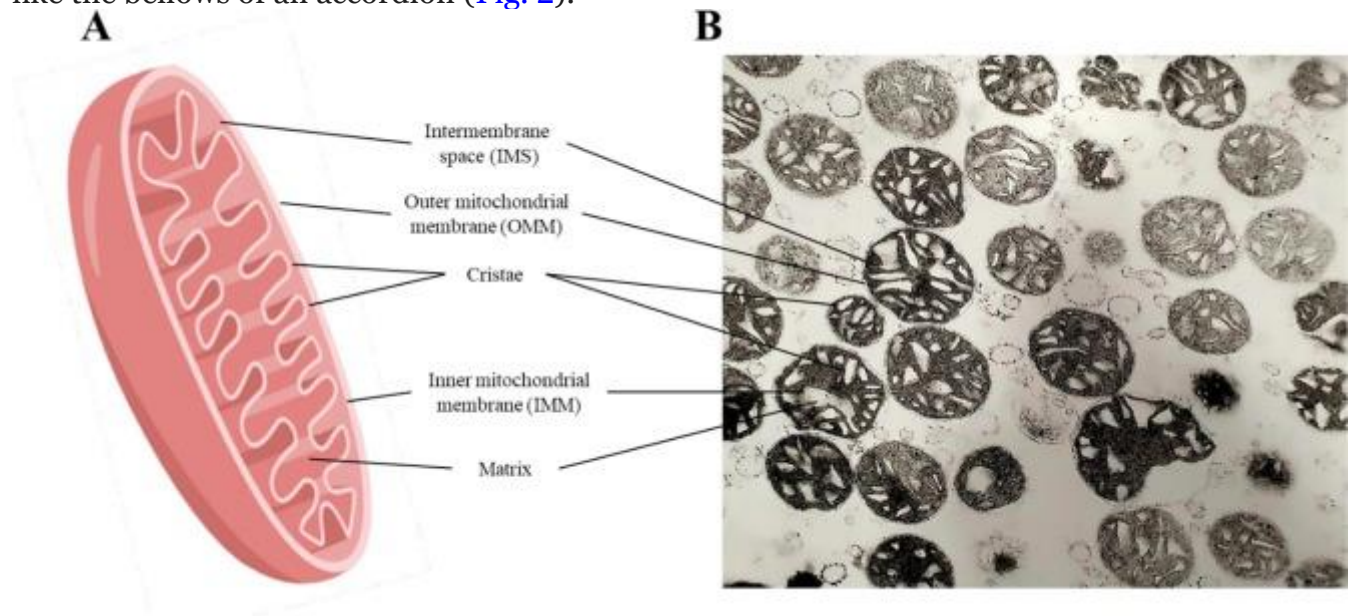 like the bellows of an accordion (Fig. 2).
A
B
Intermembrane
space (IMS)
Outer mitochondrial
membrane (OMM)
Cristae
Inner mitochondrial
membrane (IMM)
Matrix